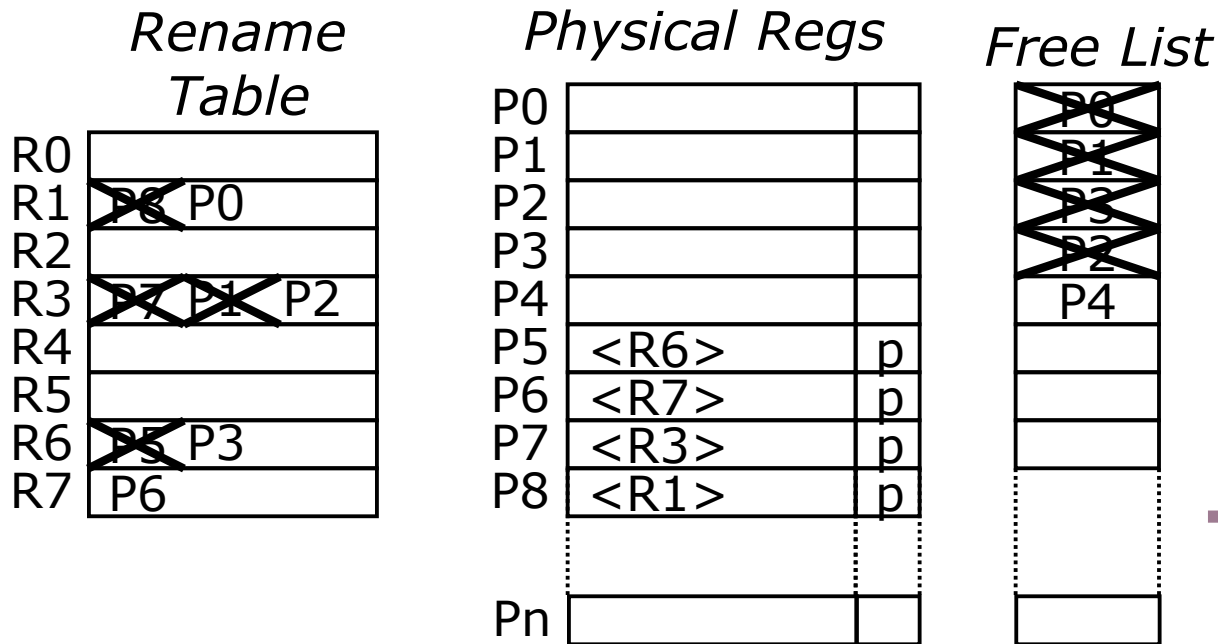 Rename
Table
R0
R1 P8 P0
R2
R3 P7 P1 P2
R4
R5
R6 P5 P3
R7 P6
Physical Regs
P0
P1
P2
P3
P4
P5 <R6> p
P6 <R7> p
P7 <R3> p
P8 <R1> p
Pn
Free List
P0
P1
P3
P2
P4